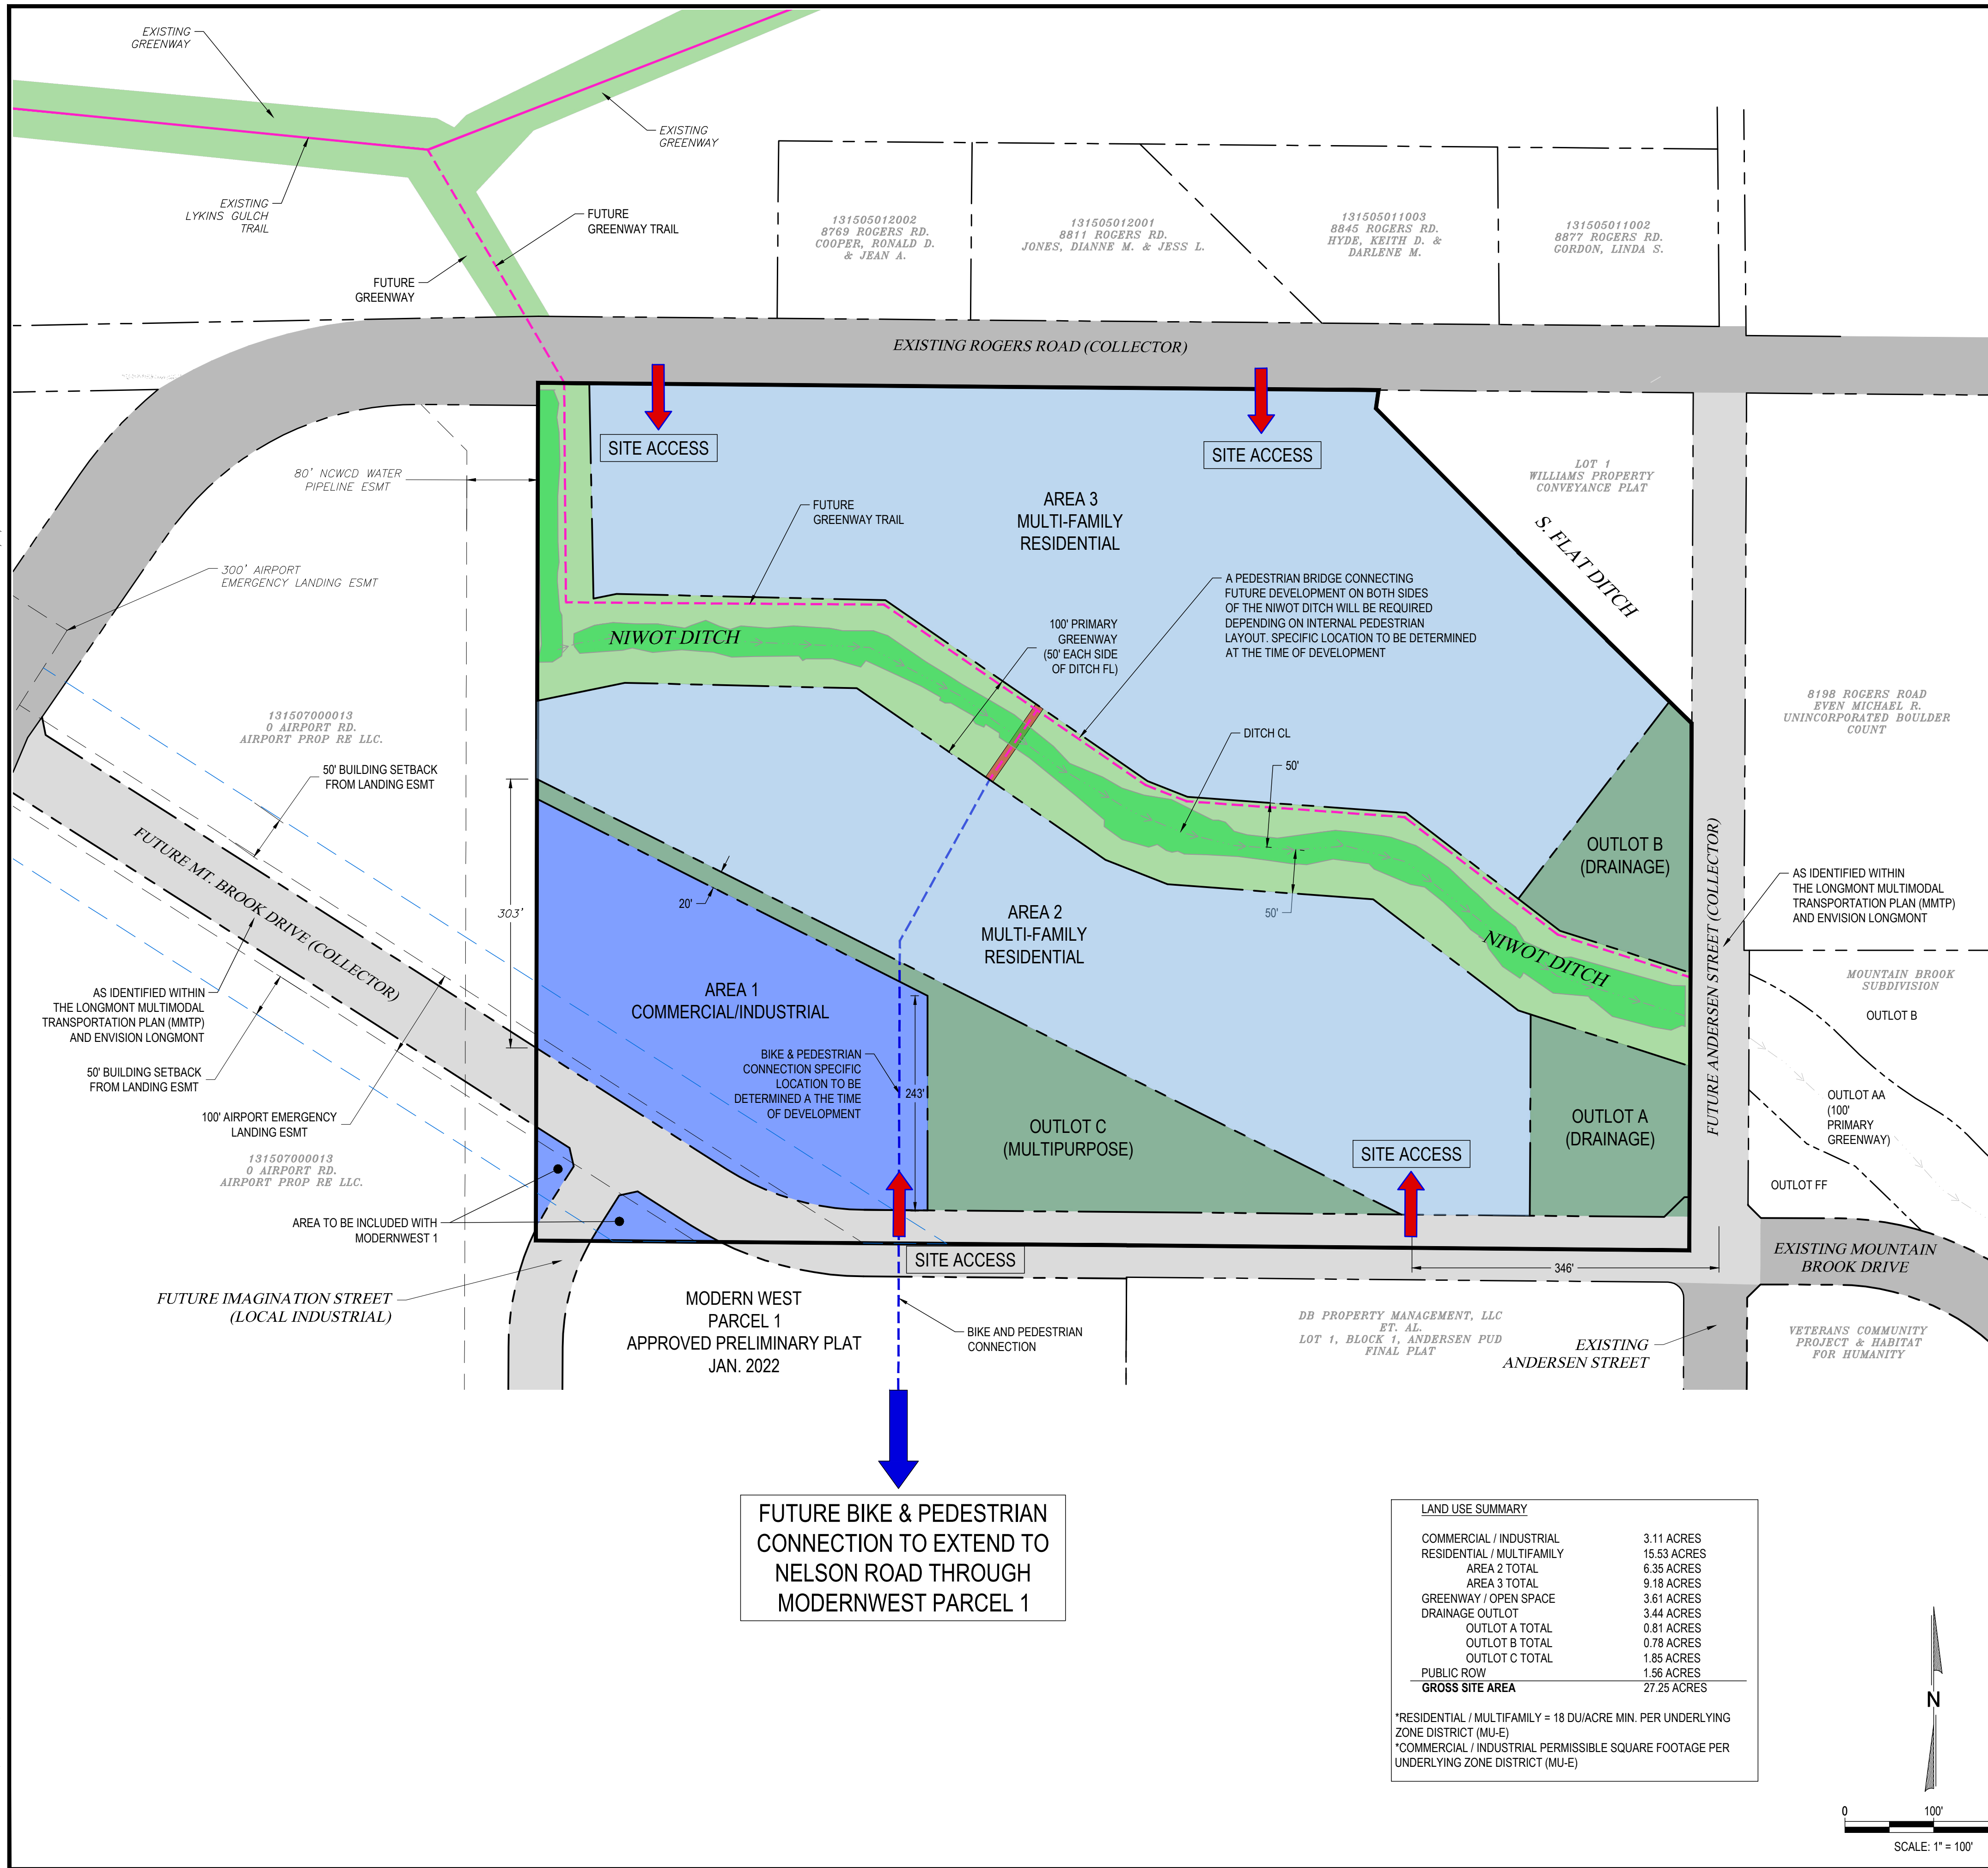 EXISTING
GREENWAY
EXISTING
GREENWAY
EXISTING
LYKINS GULCH
TRAIL
FUTURE
GREENWAY TRAIL
FUTURE
GREENWAY
131505012002
8769 ROGERS RD.
COOPER, RONALD D.
& JEAN A.
131505012001
8811 ROGERS RD.
JONES, DIANNE M. & JESS L.
131505011003
8845 ROGERS RD.
HYDE, KEITH D. &
DARLENE M.
131505011002
8877 ROGERS RD.
GORDON, LINDA S.
EXISTING ROGERS ROAD (COLLECTOR)
SITE ACCESS
SITE ACCESS
80' NCWCD WATER
PIPELINE ESMT
LOT 1
WILLIAMS PROPERTY
CONVEYANCE PLAT
AREA 3
MULTI-FAMILY
RESIDENTIAL
FUTURE
GREENWAY TRAIL
S. FLAT DITCH
300' AIRPORT
EMERGENCY LANDING ESMT
A PEDESTRIAN BRIDGE CONNECTING
FUTURE DEVELOPMENT ON BOTH SIDES
OF THE NIWOT DITCH WILL BE REQUIRED
DEPENDING ON INTERNAL PEDESTRIAN
LAYOUT. SPECIFIC LOCATION TO BE DETERMINED
AT THE TIME OF DEVELOPMENT
NIWOT DITCH
100' PRIMARY
GREENWAY
(50' EACH SIDE
OF DITCH FL)
131507000013
0 AIRPORT RD.
AIRPORT PROP RE LLC.
8198 ROGERS ROAD
EVEN MICHAEL R.
UNINCORPORATED BOULDER
COUNT
DITCH CL
50'
50' BUILDING SETBACK
FROM LANDING ESMT
FUTURE MT. BROOK DRIVE (COLLECTOR)
OUTLOT B
(DRAINAGE)
FUTURE ANDERSEN STREET (COLLECTOR)
AS IDENTIFIED WITHIN
THE LONGMONT MULTIMODAL
TRANSPORTATION PLAN (MMTP)
AND ENVISION LONGMONT
303'
20'
AREA 2
MULTI-FAMILY
RESIDENTIAL
50'
NIWOT DITCH
MOUNTAIN BROOK
SUBDIVISION
OUTLOT B
AREA 1
COMMERCIAL/INDUSTRIAL
AS IDENTIFIED WITHIN
THE LONGMONT MULTIMODAL
TRANSPORTATION PLAN (MMTP)
AND ENVISION LONGMONT
BIKE & PEDESTRIAN
CONNECTION SPECIFIC
LOCATION TO BE
DETERMINED A THE TIME
OF DEVELOPMENT
243'
50' BUILDING SETBACK
FROM LANDING ESMT
100' AIRPORT EMERGENCY
LANDING ESMT
OUTLOT C
(MULTIPURPOSE)
OUTLOT A
(DRAINAGE)
OUTLOT AA
(100'
PRIMARY
GREENWAY)
SITE ACCESS
131507000013
0 AIRPORT RD.
AIRPORT PROP RE LLC.
OUTLOT FF
AREA TO BE INCLUDED WITH
MODERNWEST 1
SITE ACCESS
346'
EXISTING MOUNTAIN
BROOK DRIVE
FUTURE IMAGINATION STREET
(LOCAL INDUSTRIAL)
MODERN WEST
PARCEL 1
APPROVED PRELIMINARY PLAT
JAN. 2022
BIKE AND PEDESTRIAN
CONNECTION
DB PROPERTY MANAGEMENT, LLC
ET. AL.
LOT 1, BLOCK 1, ANDERSEN PUD
FINAL PLAT
EXISTING
ANDERSEN STREET
VETERANS COMMUNITY
PROJECT & HABITAT
FOR HUMANITY
FUTURE BIKE & PEDESTRIAN
CONNECTION TO EXTEND TO
NELSON ROAD THROUGH
MODERNWEST PARCEL 1
LAND USE SUMMARY
COMMERCIAL / INDUSTRIAL 3.11 ACRES
RESIDENTIAL / MULTIFAMILY 15.53 ACRES
AREA 2 TOTAL 6.35 ACRES
AREA 3 TOTAL 9.18 ACRES
GREENWAY / OPEN SPACE 3.61 ACRES
DRAINAGE OUTLOT 3.44 ACRES
OUTLOT A TOTAL 0.81 ACRES
OUTLOT B TOTAL 0.78 ACRES
OUTLOT C TOTAL 1.85 ACRES
PUBLIC ROW 1.56 ACRES
GROSS SITE AREA 27.25 ACRES
*RESIDENTIAL / MULTIFAMILY = 18 DU/ACRE MIN. PER UNDERLYING
ZONE DISTRICT (MU-E)
*COMMERCIAL / INDUSTRIAL PERMISSIBLE SQUARE FOOTAGE PER
UNDERLYING ZONE DISTRICT (MU-E)
N
0 100'
SCALE: 1" = 100'